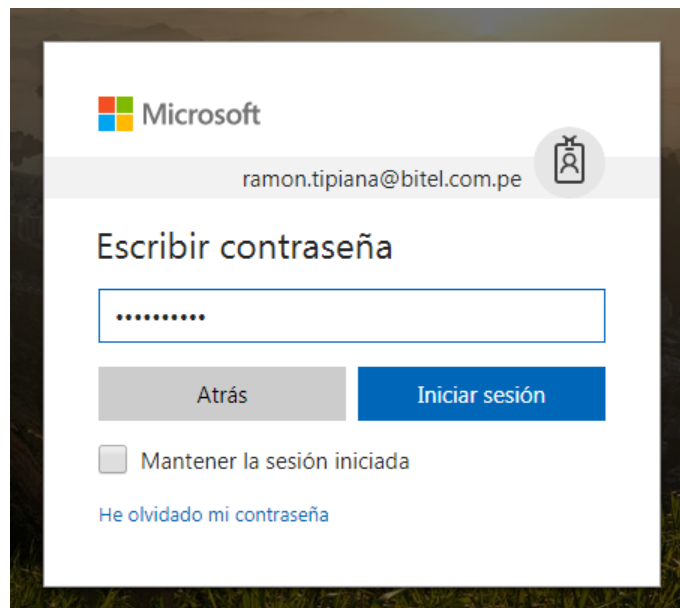 Microsoft
ramon.tipiana@bitel.com.pe
Escribir contraseña
••••••••••
Atrás
Iniciar sesión
Mantener la sesión iniciada
He olvidado mi contraseña